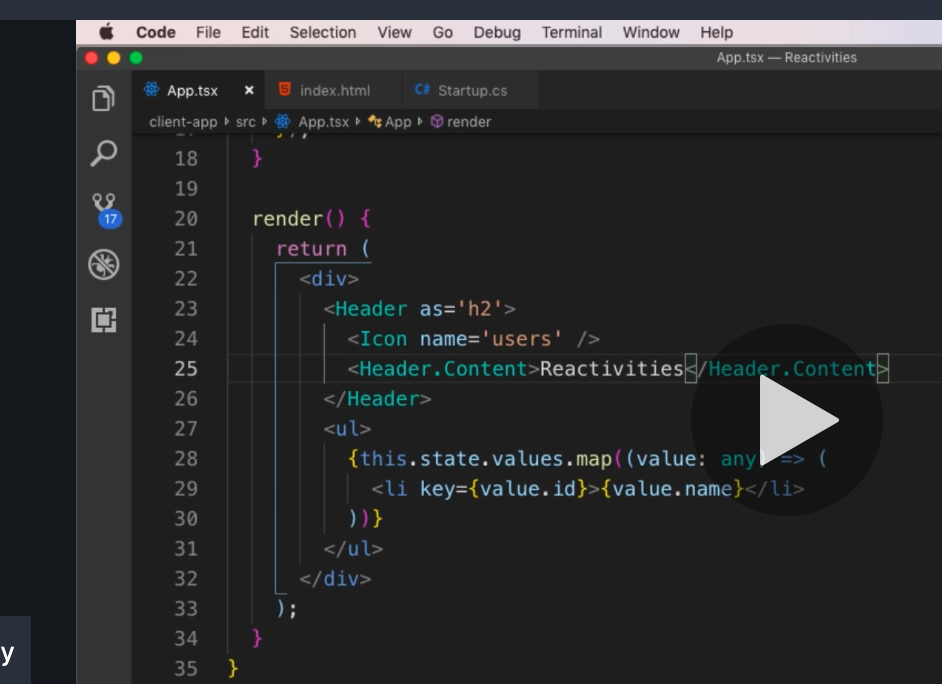 Code File Edit Selection View Go Debug Terminal Window Help
App.tsx — Reactivities
App.tsx × index.html C# Startup.cs
client-app › src › App.tsx › App › render
18 }
19
20 render() {
21 return (
22 <div>
23 <Header as='h2'>
24 <Icon name='users' />
25 <Header.Content>Reactivities</Header.Content>
26 </Header>
27 <ul>
28 {this.state.values.map((value: any) => (
29 <li key={value.id}>{value.name}</li>
30 ))}
31 </ul>
32 </div>
33 );
34 }
35 }
17
y